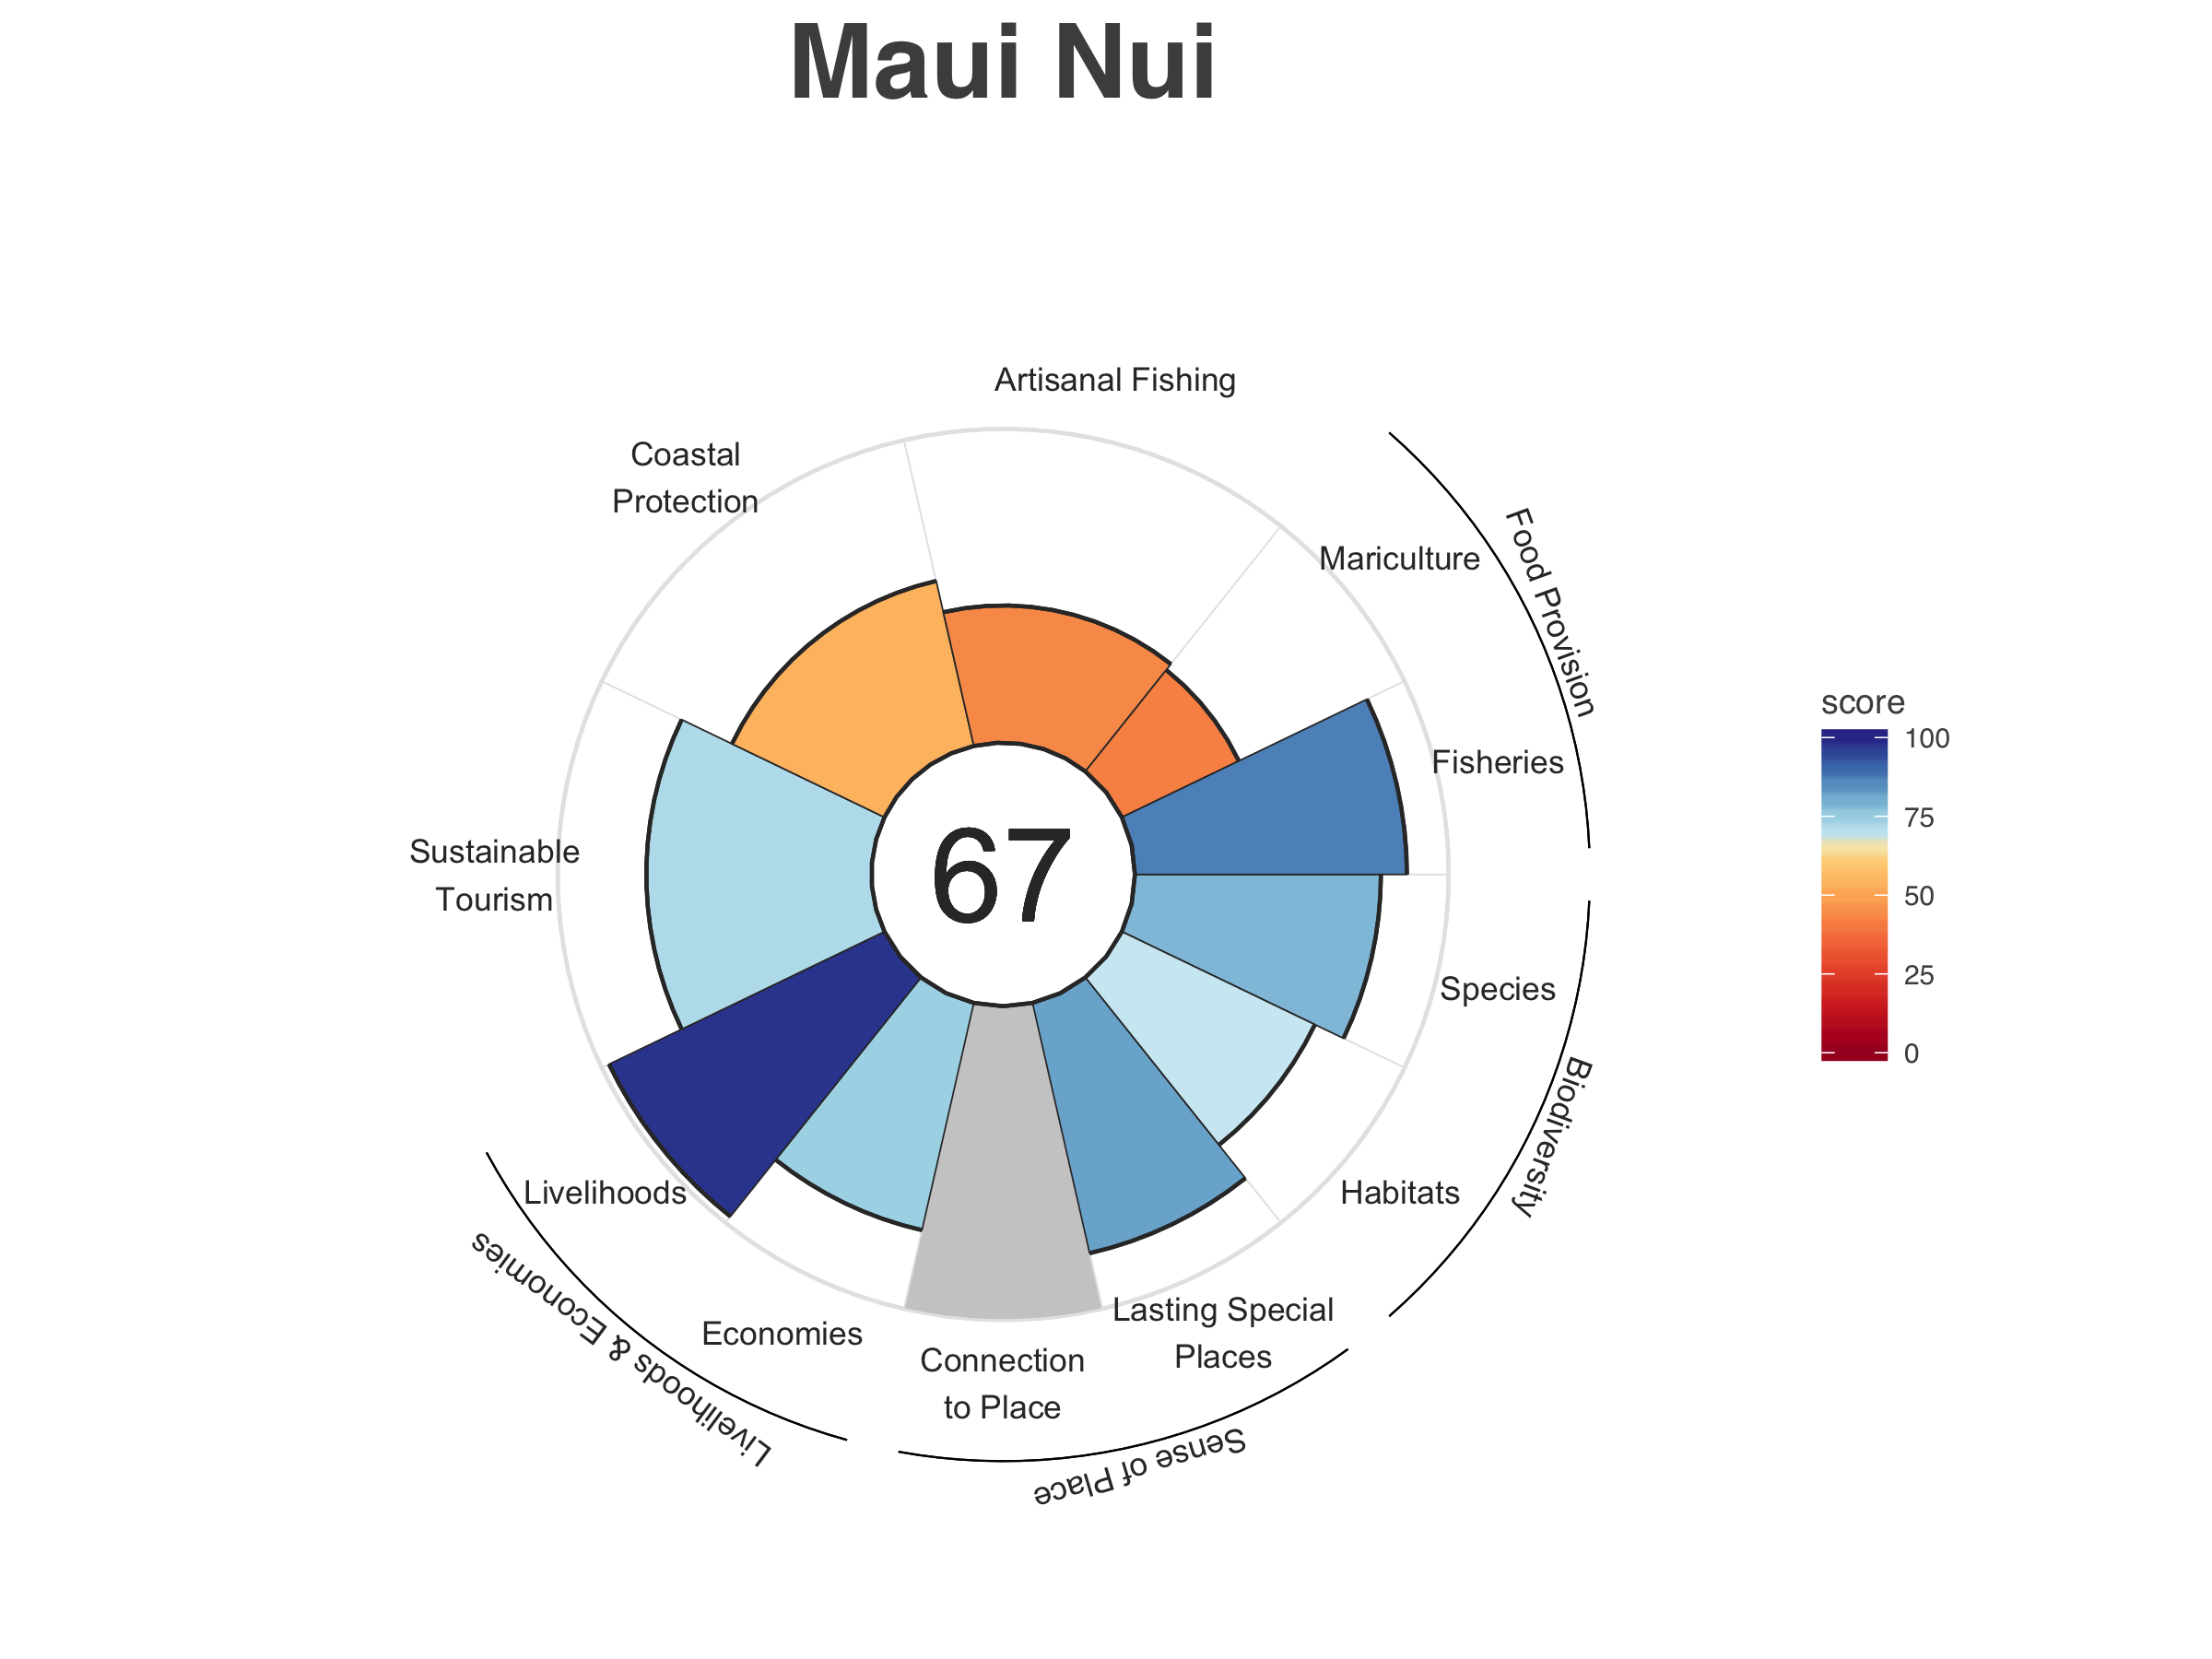 Maui Nui
Artisanal Fishing
Coastal
Protection
Mariculture
Food Provision
Fisheries
score
100
75
50
25
0
67
Sustainable
Tourism
Species
Biodiversity
Habitats
Livelihoods
Livelihoods & Economies
Economies
Lasting Special
Places
Connection
to Place
Sense of Place